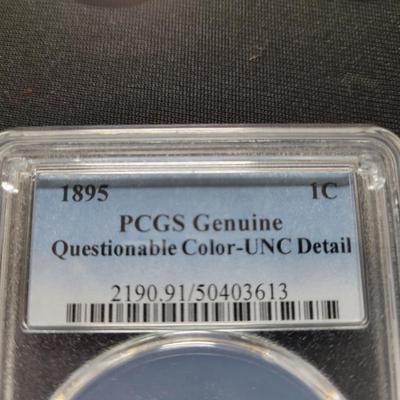 1895 1C
PCGS Genuine
Questionable Color-UNC Detail
2190.91/50403613